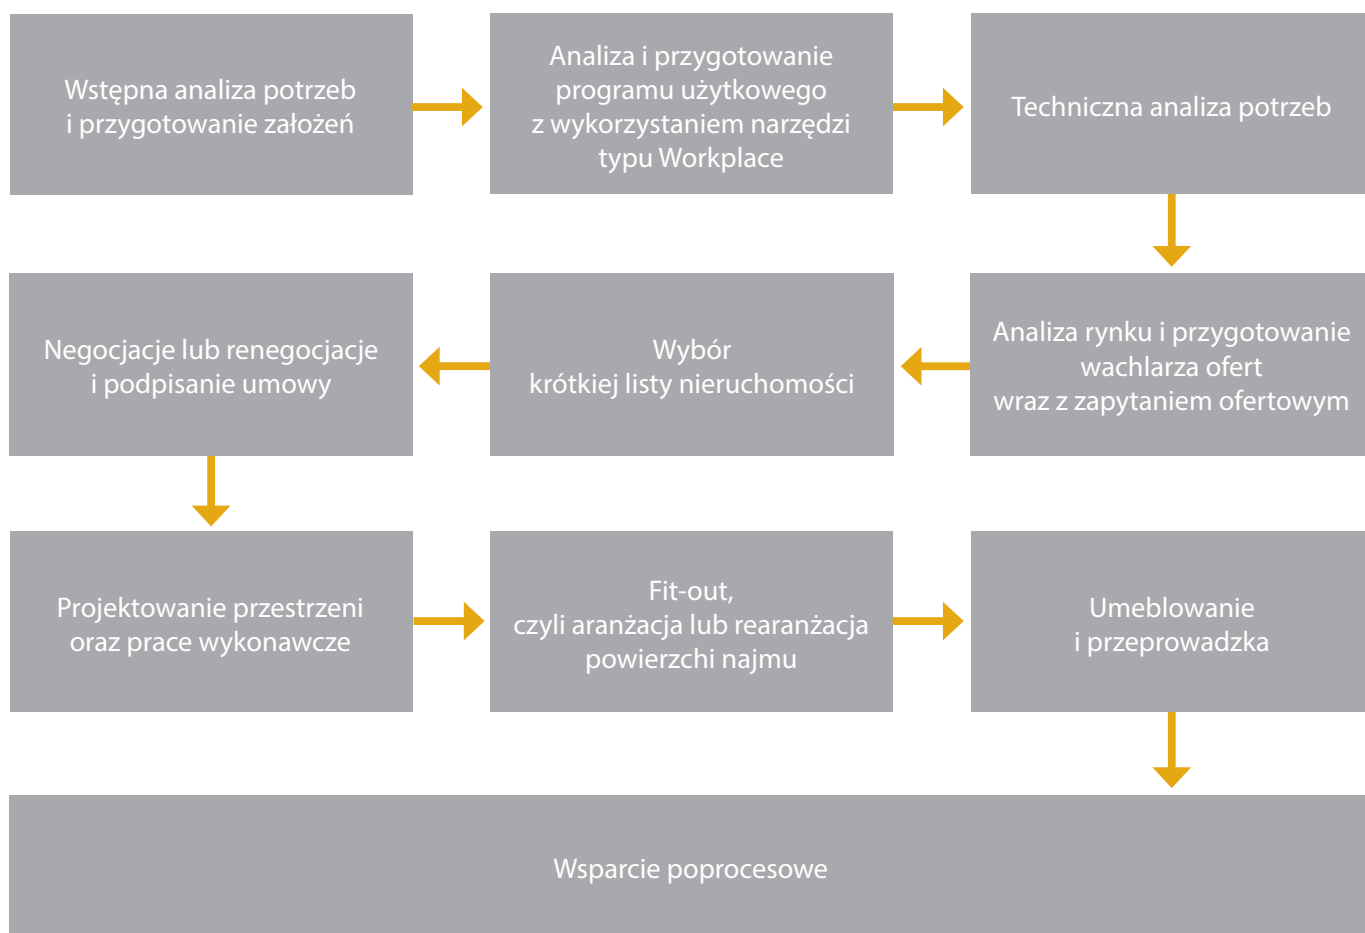 Wstępna analiza potrzeb
i przygotowanie założeń
Analiza i przygotowanie
programu użytkowego
z wykorzystaniem narzędzi
typu Workplace
Techniczna analiza potrzeb
Analiza rynku i przygotowanie
wachlarza ofert
wraz z zapytaniem ofertowym
Wybór
krótkiej listy nieruchomości
Negocjacje lub renegocjacje
i podpisanie umowy
Projektowanie przestrzeni
oraz prace wykonawcze
Fit-out,
czyli aranżacja lub rearanżacja
powierzchi najmu
Umeblowanie
i przeprowadzka
Wsparcie poprocesowe